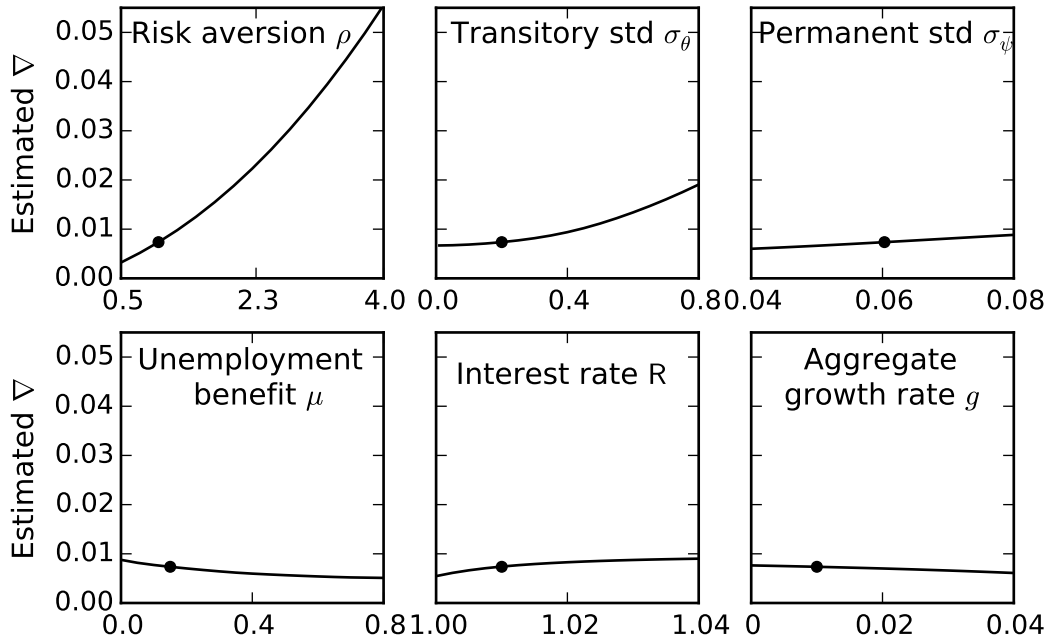 Risk aversion ρ
Transitory std σθ
Permanent std σψ
Estimated ∇
0.05
0.04
0.03
0.02
0.01
0.00
0.5 2.3 4.0
0.0 0.4 0.8
0.04 0.06 0.08
Unemployment
benefit μ
Interest rate R
Aggregate
growth rate g
Estimated ∇
0.05
0.04
0.03
0.02
0.01
0.00
0.0 0.4 0.8
1.00 1.02 1.04
0 0.02 0.04